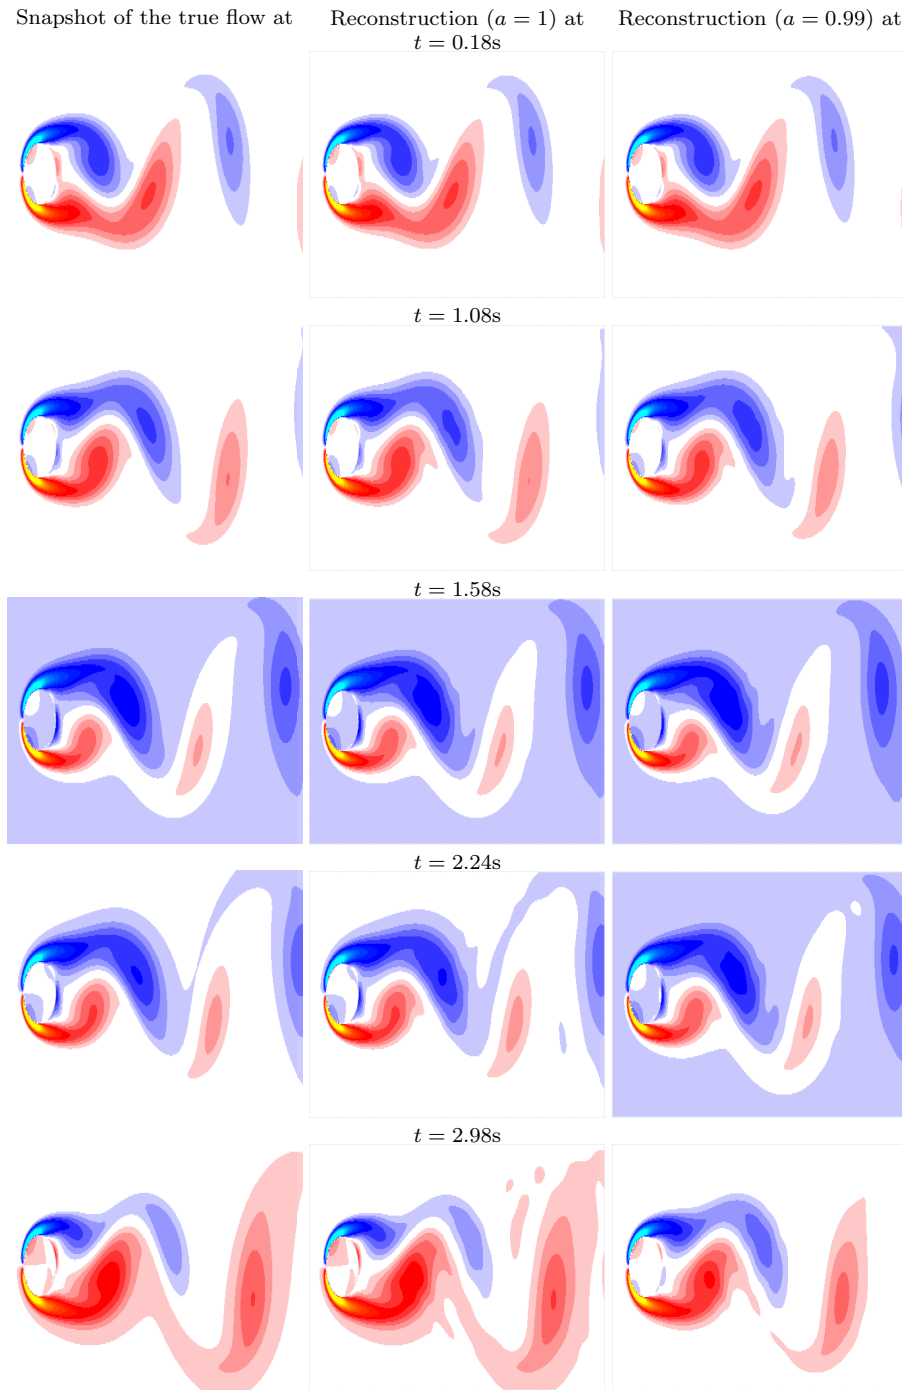 Snapshot of the true flow at Reconstruction (a = 1) at Reconstruction (a = 0.99) at
t = 0.18s
t = 1.08s
t = 1.58s
t = 2.24s
t = 2.98s